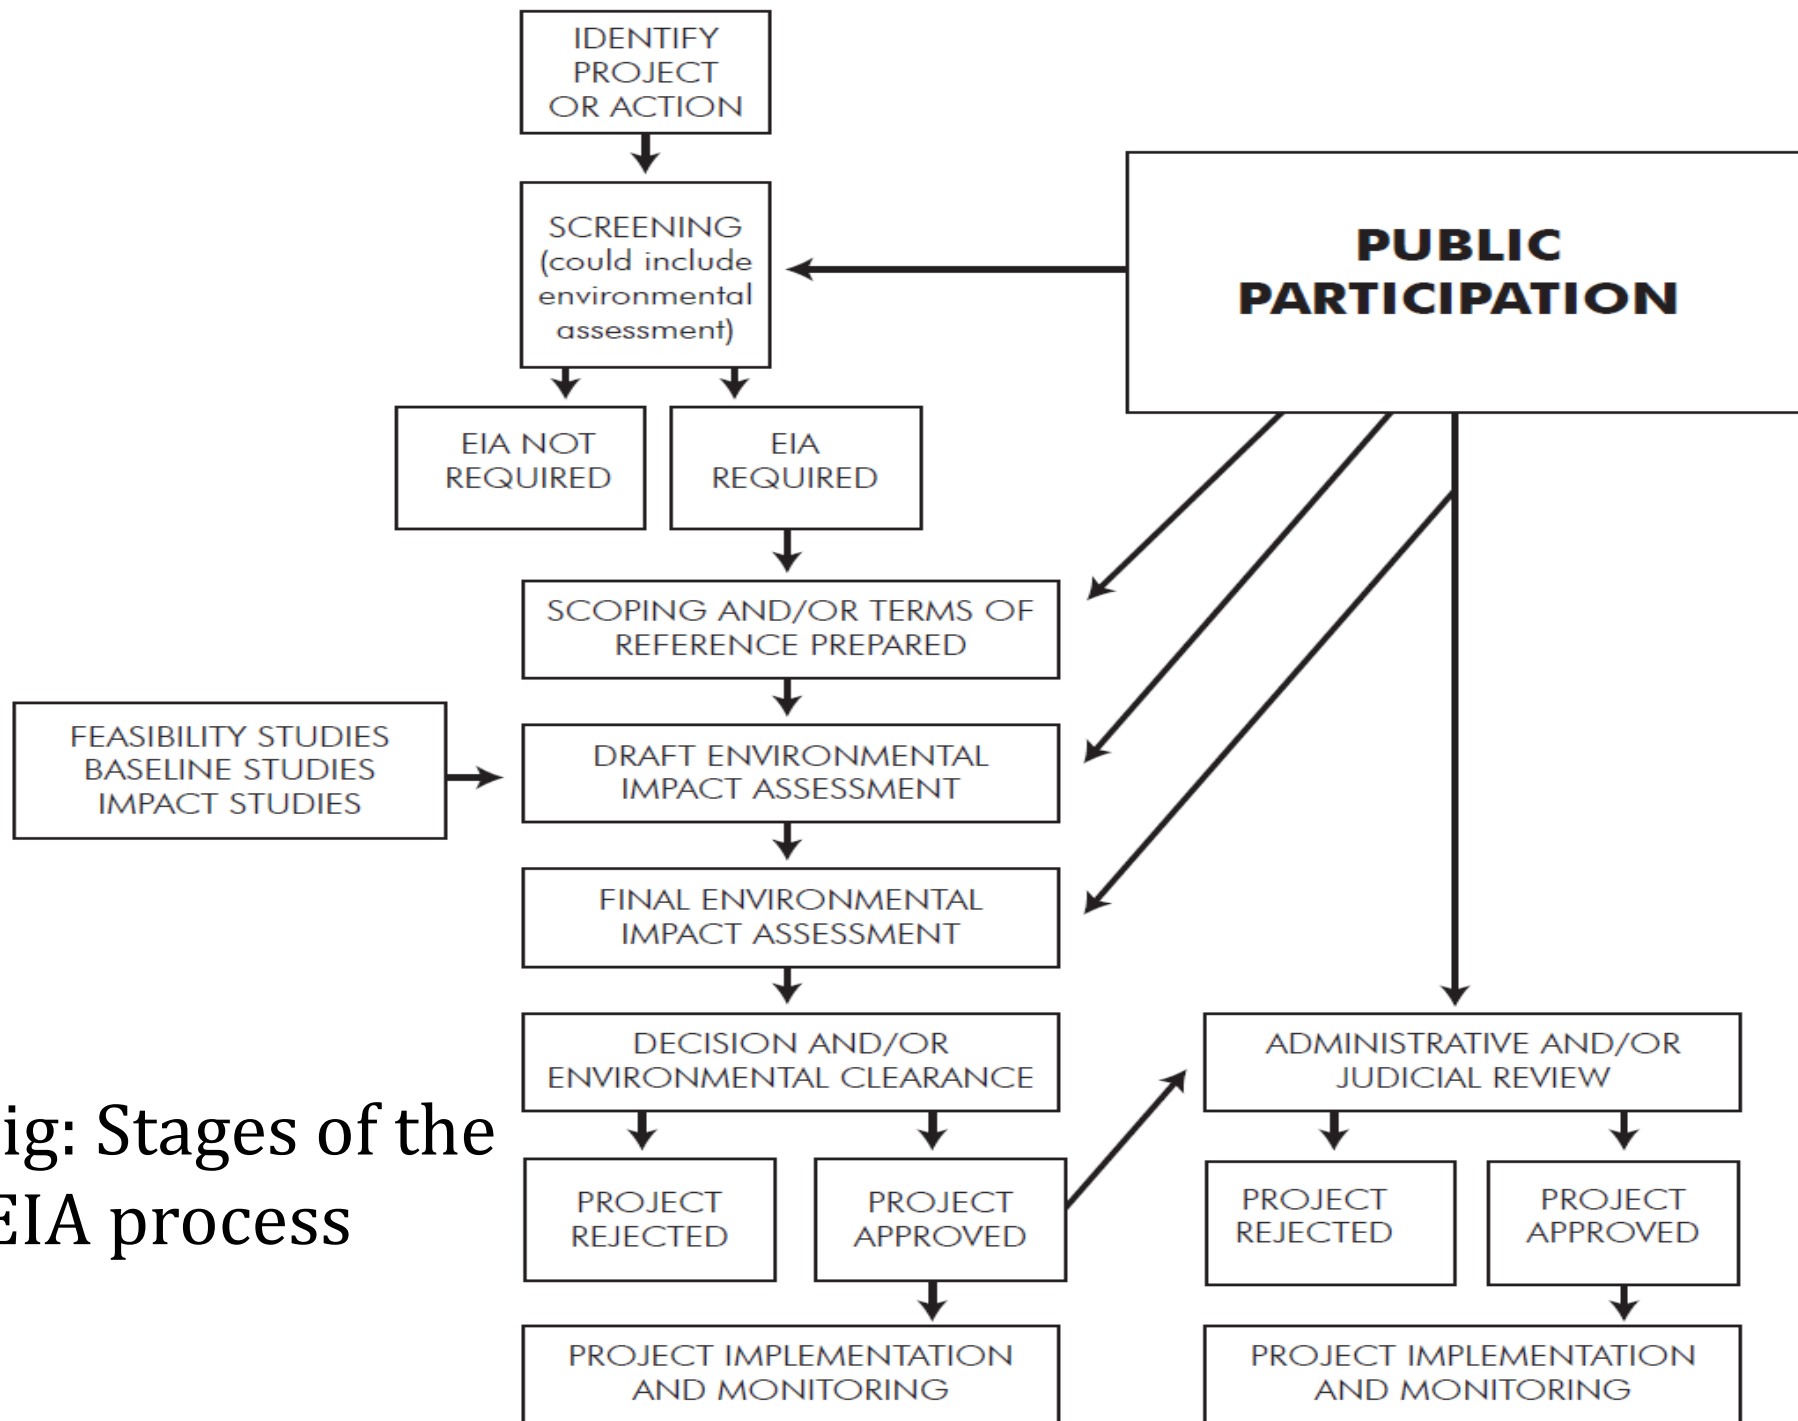 IDENTIFY
PROJECT
OR ACTION
SCREENING
(could include
environmental
assessment)
PUBLIC
PARTICIPATION
EIA NOT
REQUIRED
EIA
REQUIRED
SCOPING AND/OR TERMS OF
REFERENCE PREPARED
FEASIBILITY STUDIES
BASELINE STUDIES
IMPACT STUDIES
DRAFT ENVIRONMENTAL
IMPACT ASSESSMENT
FINAL ENVIRONMENTAL
IMPACT ASSESSMENT
DECISION AND/OR
ENVIRONMENTAL CLEARANCE
ADMINISTRATIVE AND/OR
JUDICIAL REVIEW
ig: Stages of the
EIA process
PROJECT
REJECTED
PROJECT
APPROVED
PROJECT
REJECTED
PROJECT
APPROVED
PROJECT IMPLEMENTATION
AND MONITORING
PROJECT IMPLEMENTATION
AND MONITORING